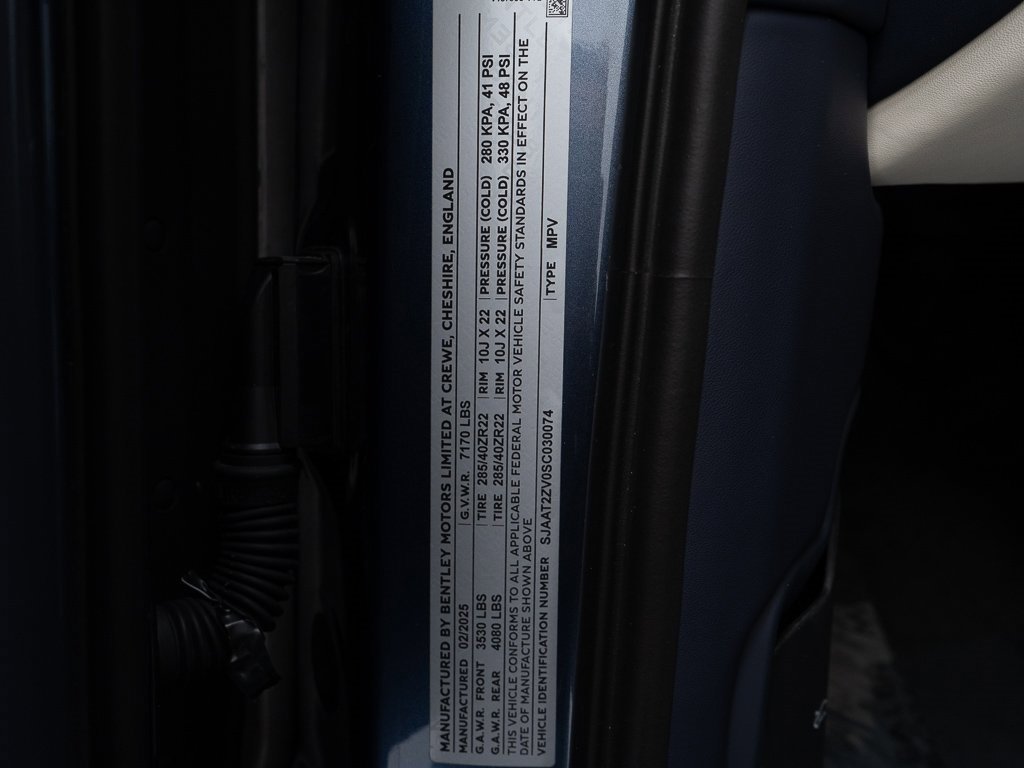 MANUFACTURED BY BENTLEY MOTORS LIMITED AT CREWE, CHESHIRE, ENGLAND
MANUFACTURED 02/2025 G.V.W.R. 7170 LBS
G.A.W.R. FRONT 3530 LBS TIRE 285/40ZR22 RIM 10J X 22 PRESSURE (COLD) 280 KPA, 41 PSI
G.A.W.R. REAR 4080 LBS TIRE 285/40ZR22 RIM 10J X 22 PRESSURE (COLD) 330 KPA, 48 PSI
THIS VEHICLE CONFORMS TO ALL APPLICABLE FEDERAL MOTOR VEHICLE SAFETY STANDARDS IN EFFECT ON THE
DATE OF MANUFACTURE SHOWN ABOVE
VEHICLE IDENTIFICATION NUMBER SJAAT2ZV0SC030074 TYPE MPV